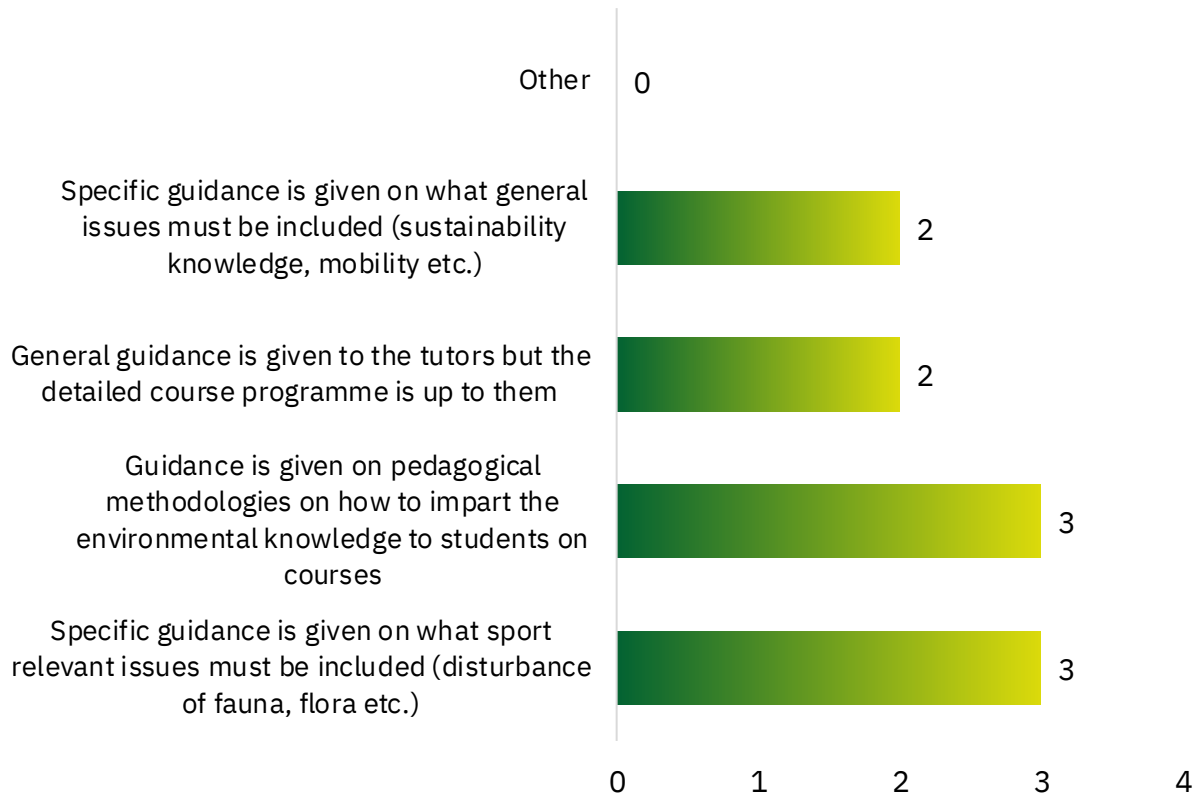 Other
0
Specific guidance is given on what general
issues must be included (sustainability
knowledge, mobility etc.)
2
General guidance is given to the tutors but the
detailed course programme is up to them
2
Guidance is given on pedagogical
methodologies on how to impart the
environmental knowledge to students on
courses
3
Specific guidance is given on what sport
relevant issues must be included (disturbance
of fauna, flora etc.)
3
0 1 2 3 4